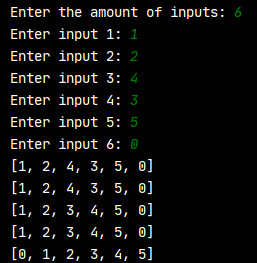 Enter the amount of inputs: 6
Enter input 1: 1
Enter input 2: 2
Enter input 3: 4
Enter input 4: 3
Enter input 5: 5
Enter input 6: 0
[1, 2, 4, 3, 5, 0]
[1, 2, 4, 3, 5, 0]
[1, 2, 3, 4, 5, 0]
[1, 2, 3, 4, 5, 0]
[0, 1, 2, 3, 4, 5]